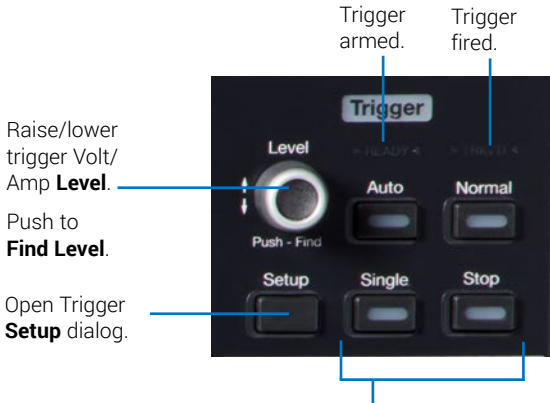 Trigger
armed.
Trigger
fired.
Trigger
Raise/lower
trigger Volt/
Amp Level.
Push to
Find Level.
Level
READY
TRIG'D
Auto
Normal
Push - Find
Open Trigger
Setup dialog.
Setup
Single
Stop